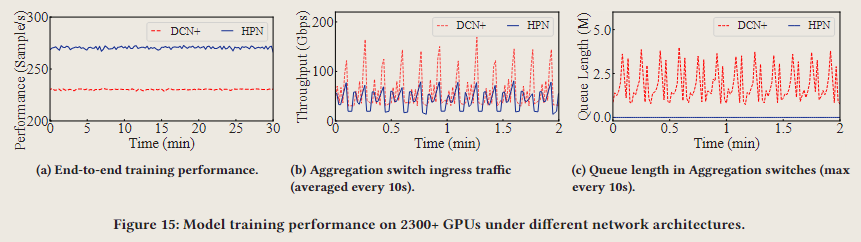 Performance (Sample/s)
300
250
200
DCN+ HPN
0 5 10 15 20 25 30
Time (min)
(a) End-to-end training performance.
Throughput (Gbps)
200
100
0
DCN+ HPN
0 0.5 1 1.5 2
Time (min)
(b) Aggregation switch ingress traffic
(averaged every 10s).
Queue Length (M)
5.0
2.5
0.0
DCN+ HPN
0 0.5 1 1.5 2
Time (min)
(c) Queue length in Aggregation switches (max
every 10s).
Figure 15: Model training performance on 2300+ GPUs under different network architectures.